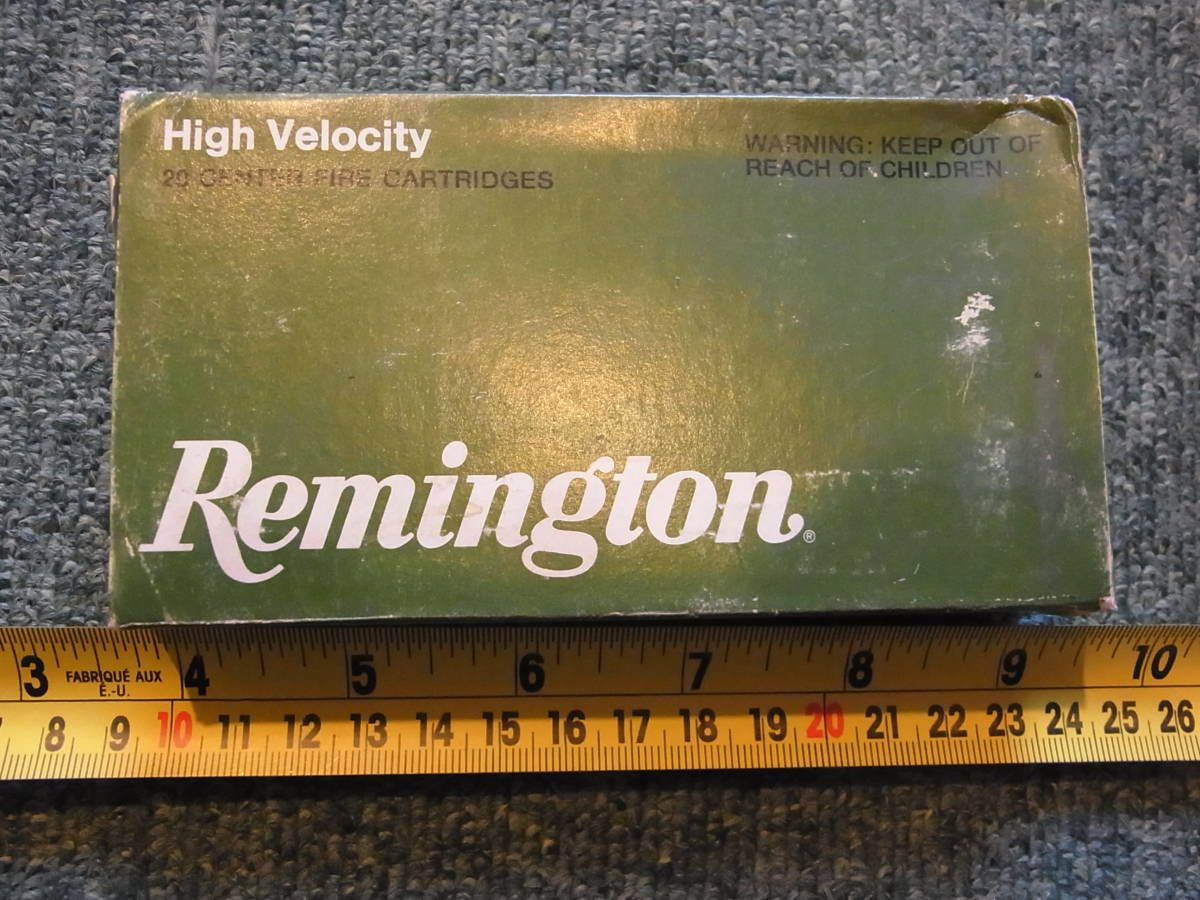 High Velocity
20 CENTER FIRE CARTRIDGES
WARNING: KEEP OUT OF
REACH OF CHILDREN
Remington®
3 FABRIQUÉ AUX É.-U. 4 5 6 7 8 9 10
8 9 10 11 12 13 14 15 16 17 18 19 20 21 22 23 24 25 26